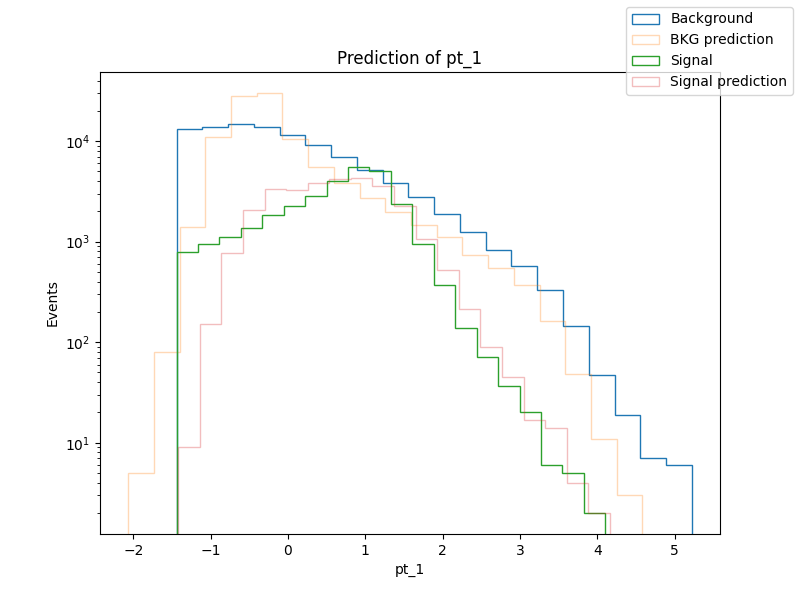 Prediction of pt_1
Background
BKG prediction
Signal
Signal prediction
Events
10^4
10^3
10^2
10^1
−2 −1 0 1 2 3 4 5
pt_1